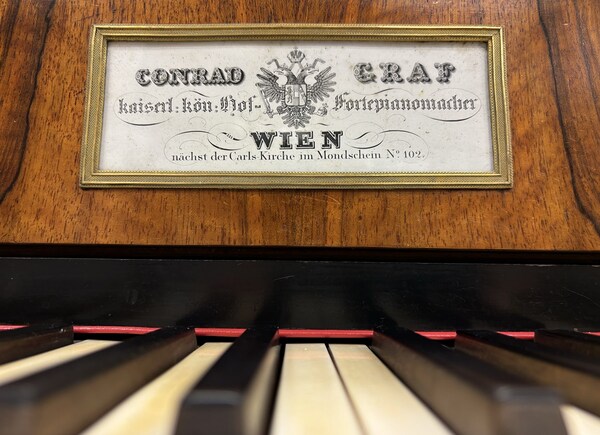 CONRAD GRAF
kaiserl: kön: Hof- Fortepianomacher
WIEN
nächst der Carls Kirche im Mondschein No 102.